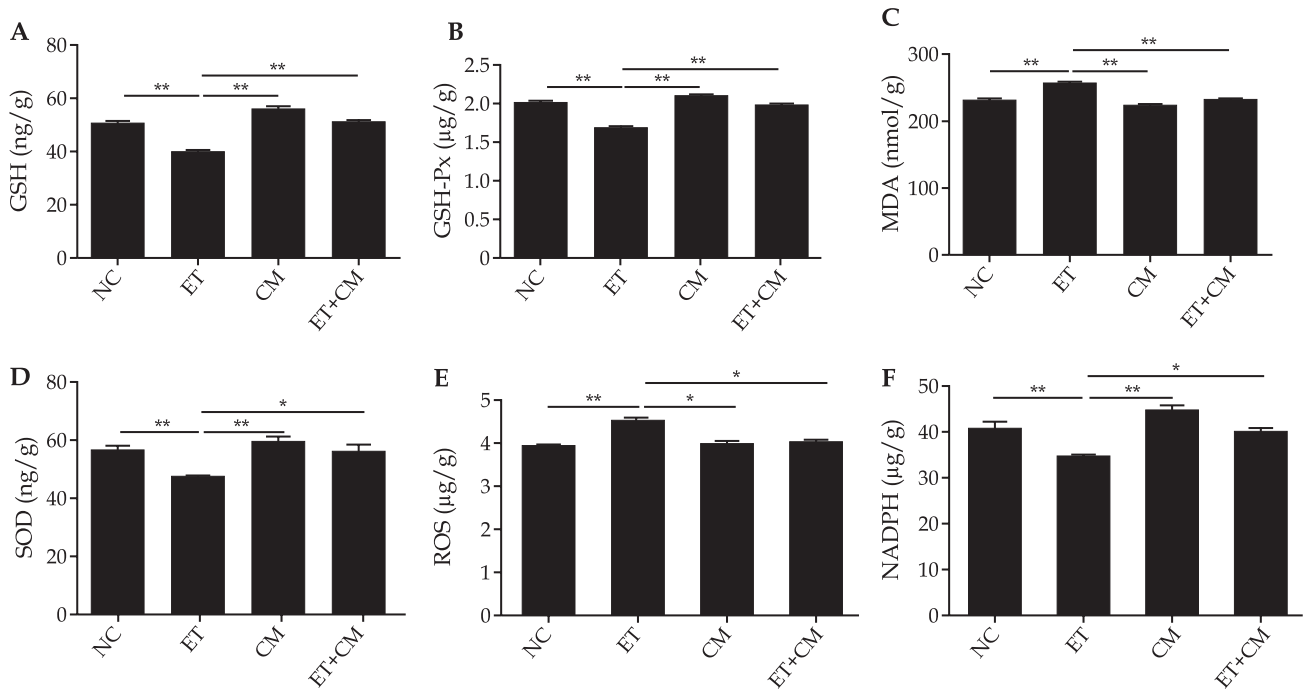 A
GSH (ng/g)
80
60
40
20
0
**
**
**
NC
ET
CM
ET+CM
B
GSH-Px (μg/g)
2.5
2.0
1.5
1.0
0.5
0
**
**
**
NC
ET
CM
ET+CM
C
MDA (nmol/g)
300
200
100
0
**
**
**
NC
ET
CM
ET+CM
D
SOD (ng/g)
80
60
40
20
0
*
**
**
NC
ET
CM
ET+CM
E
ROS (μg/g)
5
4
3
2
1
0
*
**
*
NC
ET
CM
ET+CM
F
NADPH (μg/g)
50
40
30
20
10
0
*
**
**
NC
ET
CM
ET+CM